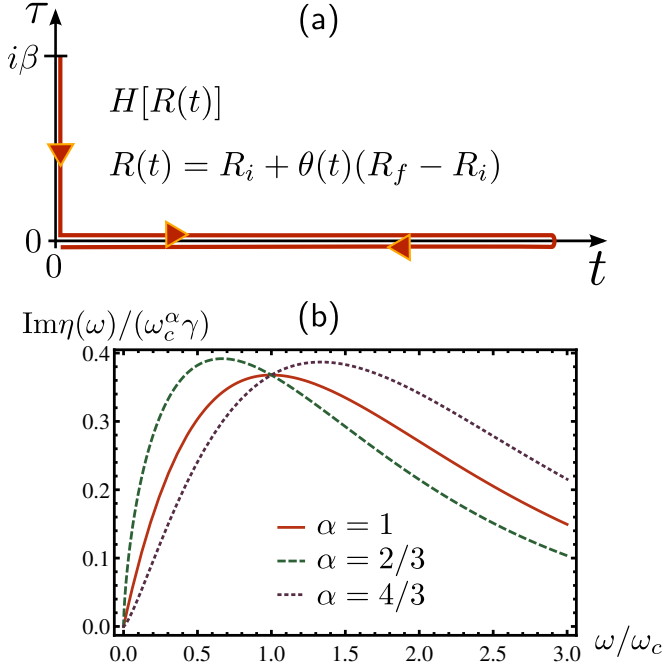 (a)
τ
iβ
H[R(t)]
R(t) = R_i + θ(t)(R_f − R_i)
0
0
t
(b)
Imη(ω)/(ω_c^α γ)
0.4
0.3
0.2
0.1
0.0
α = 1
α = 2/3
α = 4/3
0.0 0.5 1.0 1.5 2.0 2.5 3.0
ω/ω_c